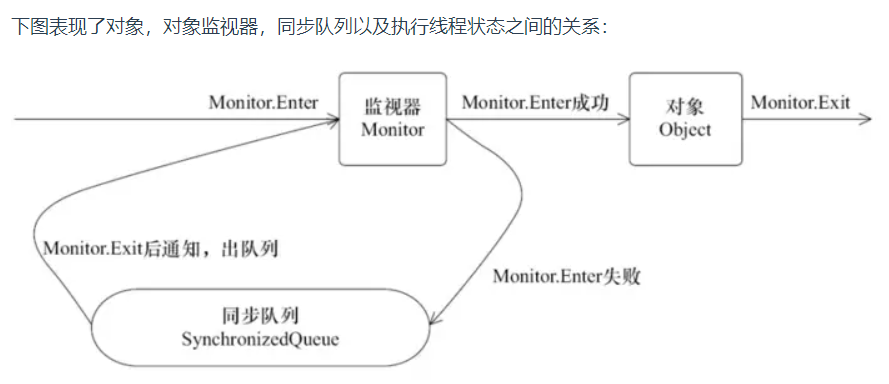 下图表现了对象，对象监视器，同步队列以及执行线程状态之间的关系：
Monitor.Enter
监视器
Monitor
Monitor.Enter成功
对象
Object
Monitor.Exit
Monitor.Exit后通知，出队列
Monitor.Enter失败
同步队列
SynchronizedQueue